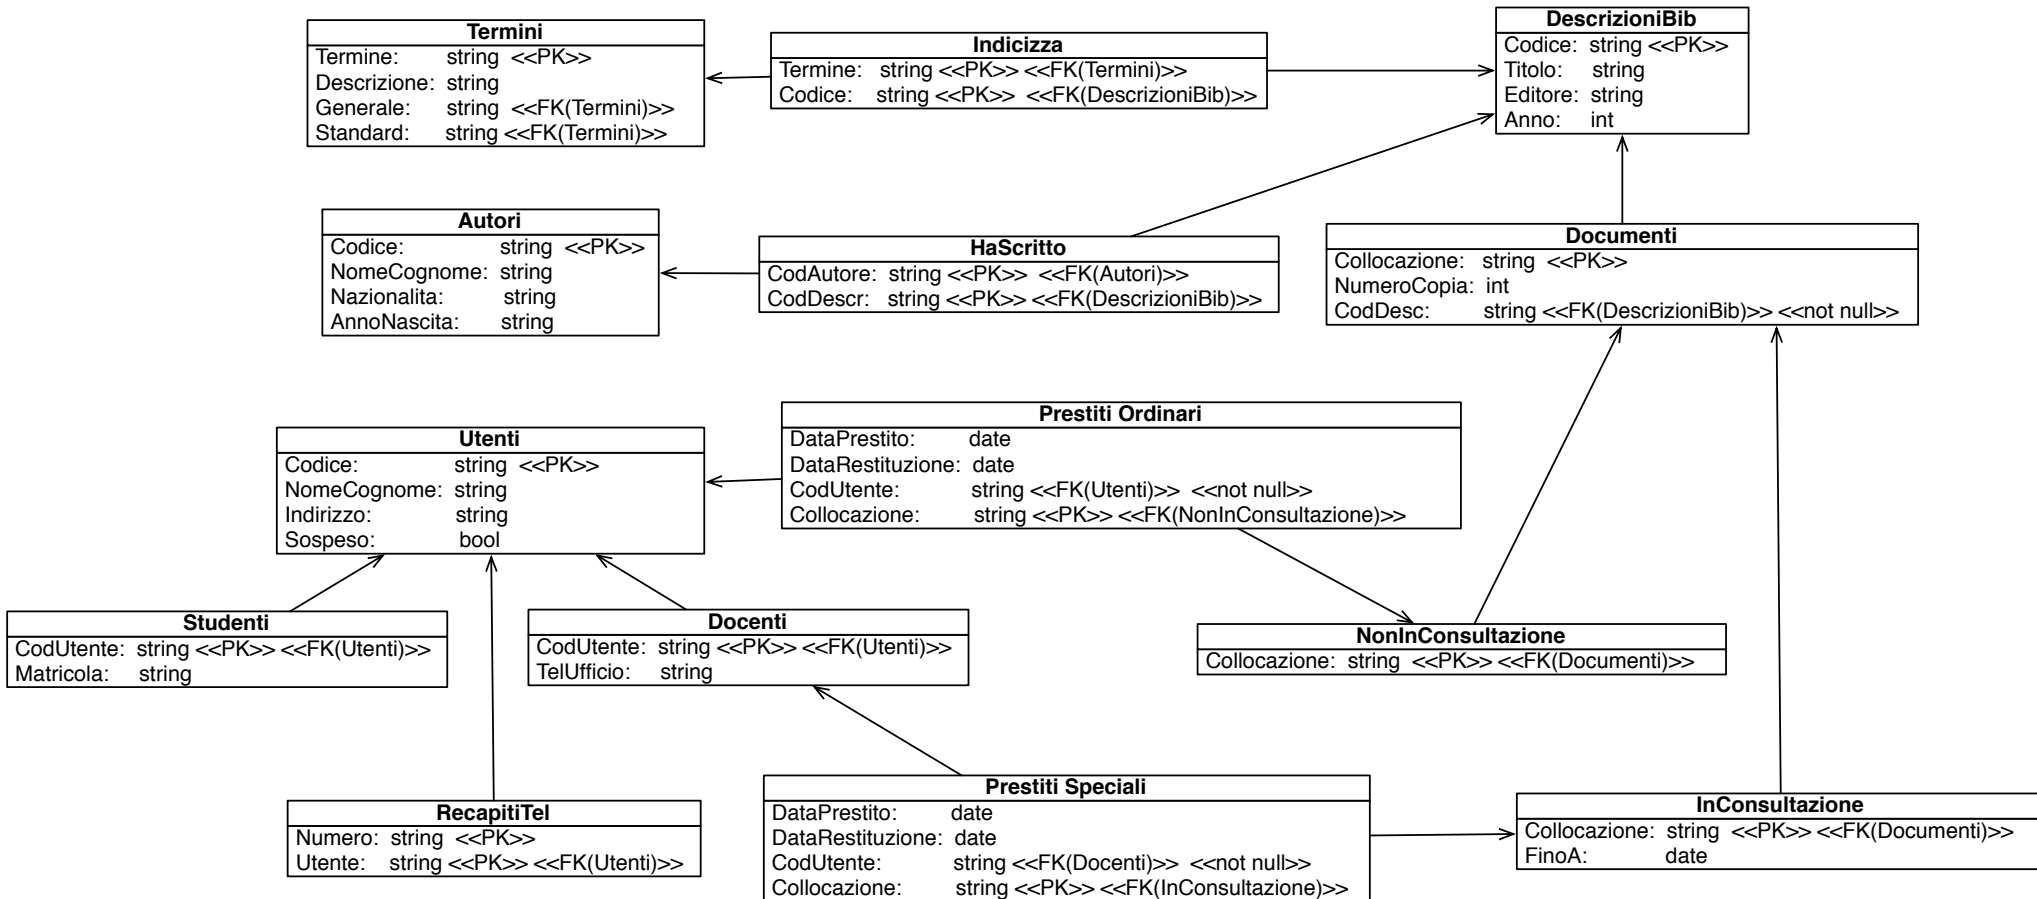 Termini
Termine: string <<PK>>
Descrizione: string
Generale: string <<FK(Termini)>>
Standard: string <<FK(Termini)>>
Indicizza
Termine: string <<PK>> <<FK(Termini)>>
Codice: string <<PK>> <<FK(DescrizioniBib)>>
DescrizioniBib
Codice: string <<PK>>
Titolo: string
Editore: string
Anno: int
Autori
Codice: string <<PK>>
NomeCognome: string
Nazionalita: string
AnnoNascita: string
HaScritto
CodAutore: string <<PK>> <<FK(Autori)>>
CodDescr: string <<PK>> <<FK(DescrizioniBib)>>
Documenti
Collocazione: string <<PK>>
NumeroCopia: int
CodDesc: string <<FK(DescrizioniBib)>> <<not null>>
Utenti
Codice: string <<PK>>
NomeCognome: string
Indirizzo: string
Sospeso: bool
Prestiti Ordinari
DataPrestito: date
DataRestituzione: date
CodUtente: string <<FK(Utenti)>> <<not null>>
Collocazione: string <<PK>> <<FK(NonInConsultazione)>>
Studenti
CodUtente: string <<PK>> <<FK(Utenti)>>
Matricola: string
Docenti
CodUtente: string <<PK>> <<FK(Utenti)>>
TelUfficio: string
NonInConsultazione
Collocazione: string <<PK>> <<FK(Documenti)>>
RecapitiTel
Numero: string <<PK>>
Utente: string <<PK>> <<FK(Utenti)>>
Prestiti Speciali
DataPrestito: date
DataRestituzione: date
CodUtente: string <<FK(Docenti)>> <<not null>>
Collocazione: string <<PK>> <<FK(InConsultazione)>>
InConsultazione
Collocazione: string <<PK>> <<FK(Documenti)>>
FinoA: date